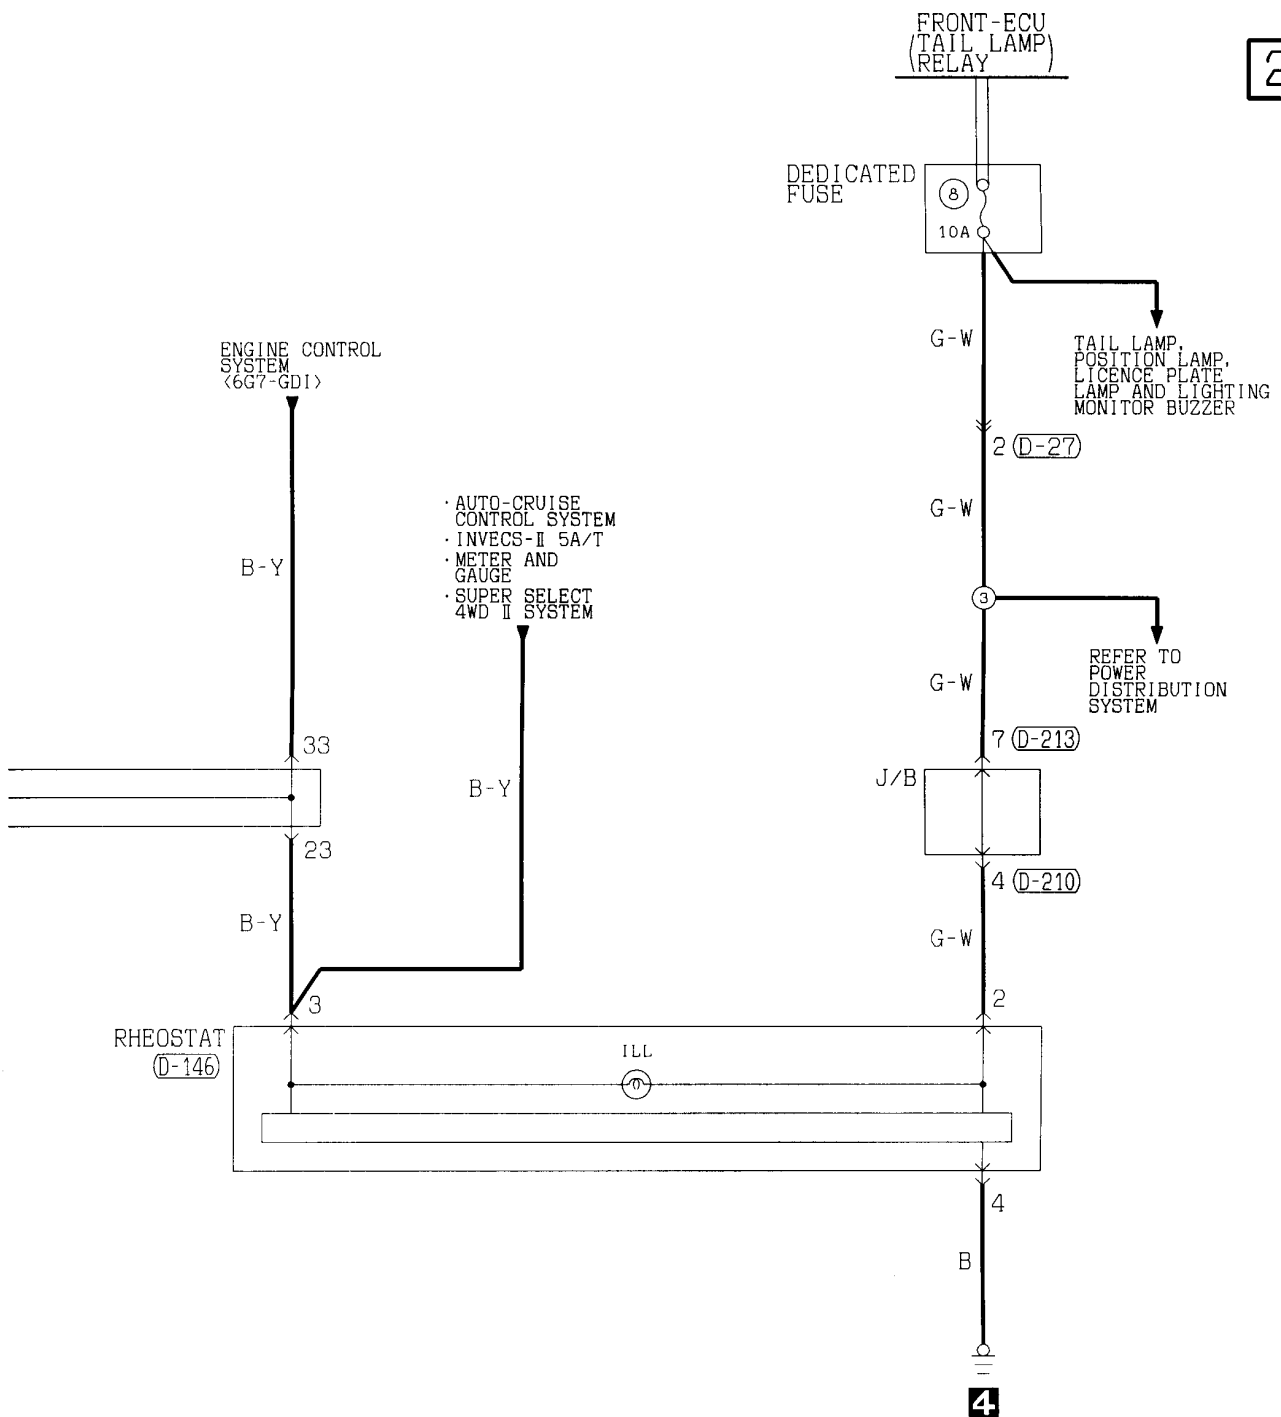 FRONT-ECU
(TAIL LAMP
RELAY)
2
DEDICATED
FUSE
8
10A
G-W
TAIL LAMP,
POSITION LAMP,
LICENCE PLATE
LAMP AND LIGHTING
MONITOR BUZZER
ENGINE CONTROL
SYSTEM
<6G7-GDI>
2 D-27
· AUTO-CRUISE
CONTROL SYSTEM
· INVECS-Ⅱ 5A/T
· METER AND
GAUGE
· SUPER SELECT
4WD Ⅱ SYSTEM
G-W
B-Y
3
REFER TO
POWER
DISTRIBUTION
SYSTEM
G-W
33
7 D-213
B-Y
J/B
23
4 D-210
B-Y
G-W
3
2
RHEOSTAT
D-146
ILL
4
B
4